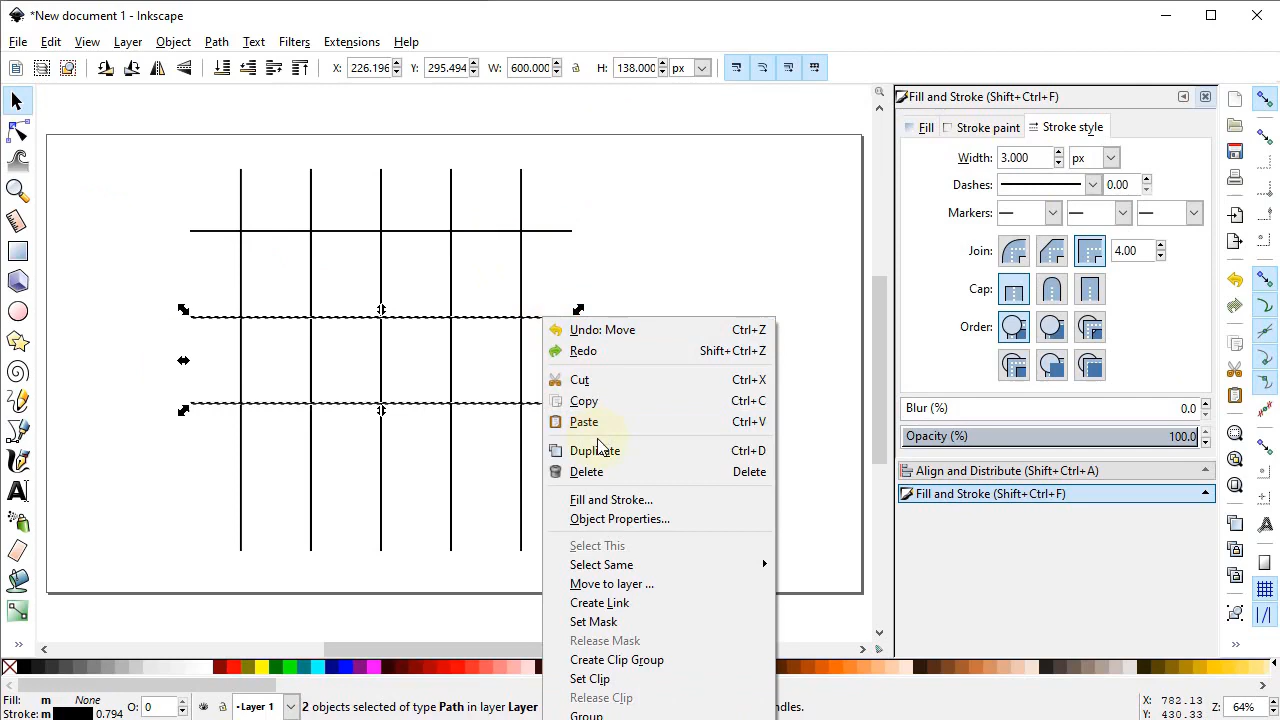 *New document 1 - Inkscape
File Edit View Layer Object Path Text Filters Extensions Help
X: 226.196 Y: 295.494 W: 600.000 H: 138.000 px
Fill and Stroke (Shift+Ctrl+F)
Fill Stroke paint Stroke style
Width: 3.000 px
Dashes: 0.00
Markers:
Join: 4.00
Cap:
Order:
Blur (%) 0.0
Opacity (%) 100.0
Align and Distribute (Shift+Ctrl+A)
Fill and Stroke (Shift+Ctrl+F)
Undo: Move Ctrl+Z
Redo Shift+Ctrl+Z
Cut Ctrl+X
Copy Ctrl+C
Paste Ctrl+V
Duplicate Ctrl+D
Delete Delete
Fill and Stroke...
Object Properties...
Select This
Select Same
Move to layer ...
Create Link
Set Mask
Release Mask
Create Clip Group
Set Clip
Release Clip
Group
Fill: m None
Stroke: m 0.794
O: 0
Layer 1
2 objects selected of type Path in layer Layer
X: 782.13
Y: 430.33
Z: 64%